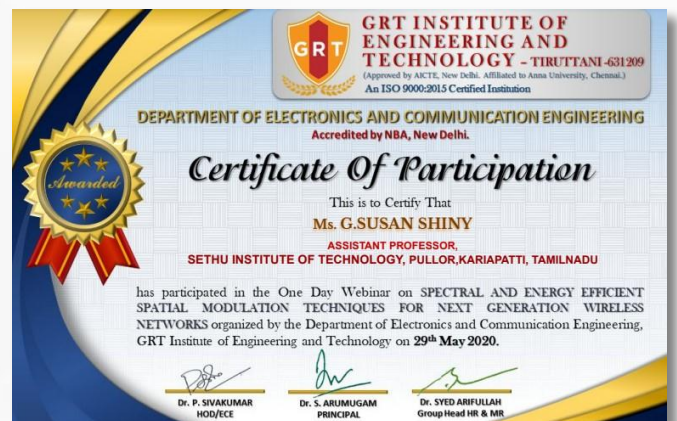 GRT
GRT INSTITUTE OF
ENGINEERING AND
TECHNOLOGY - TIRUTTANI-631209
(Approved by AICTE, New Delhi. Affiliated to Anna University, Chennai.)
An ISO 9000:2015 Certified Institution
DEPARTMENT OF ELECTRONICS AND COMMUNICATION ENGINEERING
Accredited by NBA, New Delhi.
Awarded
Certificate Of Participation
This is to Certify That
Ms. G.SUSAN SHINY
ASSISTANT PROFESSOR,
SETHU INSTITUTE OF TECHNOLOGY, PULLOR,KARIAPATTI, TAMILNADU
has participated in the One Day Webinar on SPECTRAL AND ENERGY EFFICIENT
SPATIAL MODULATION TECHNIQUES FOR NEXT GENERATION WIRELESS
NETWORKS organized by the Department of Electronics and Communication Engineering,
GRT Institute of Engineering and Technology on 29th May 2020.
Dr. P. SIVAKUMAR
HOD/ECE
Dr. S. ARUMUGAM
PRINCIPAL
Dr. SYED ARIFULLAH
Group Head HR & MR